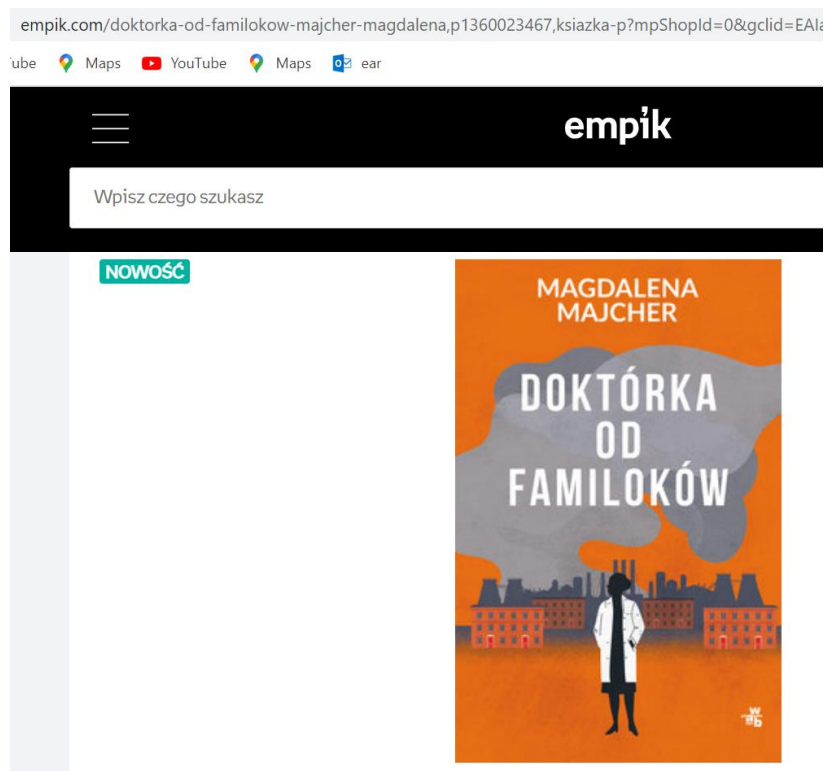 empik.com/doktorka-od-familokow-majcher-magdalena,p1360023467,ksiazka-p?mpShopId=0&gclid=EAIa
ube Maps YouTube Maps ear
empik
Wpisz czego szukasz
NOWOŚĆ
MAGDALENA
MAJCHER
DOKTÓRKA
OD
FAMILOKÓW
w
ab